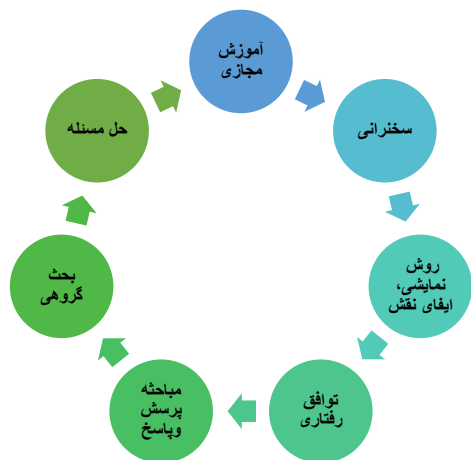 آموزش
مجازی
سخنرانی
روش
نمایشی،
ایفای نقش
توافق
رفتاری
مباحثه
پرسش
وپاسخ
بحث
گروهی
حل مسئله